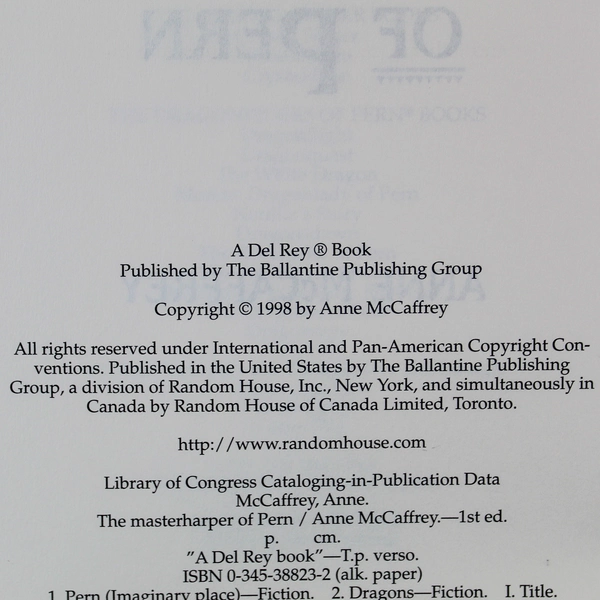 A Del Rey ® Book
Published by The Ballantine Publishing Group
Copyright © 1998 by Anne McCaffrey
All rights reserved under International and Pan-American Copyright Con-
ventions. Published in the United States by The Ballantine Publishing
Group, a division of Random House, Inc., New York, and simultaneously in
Canada by Random House of Canada Limited, Toronto.
http://www.randomhouse.com
Library of Congress Cataloging-in-Publication Data
McCaffrey, Anne.
The masterharper of Pern / Anne McCaffrey.—1st ed.
p. cm.
"A Del Rey book"—T.p. verso.
ISBN 0-345-38823-2 (alk. paper)
1. Pern (Imaginary place)—Fiction. 2. Dragons—Fiction. I. Title.